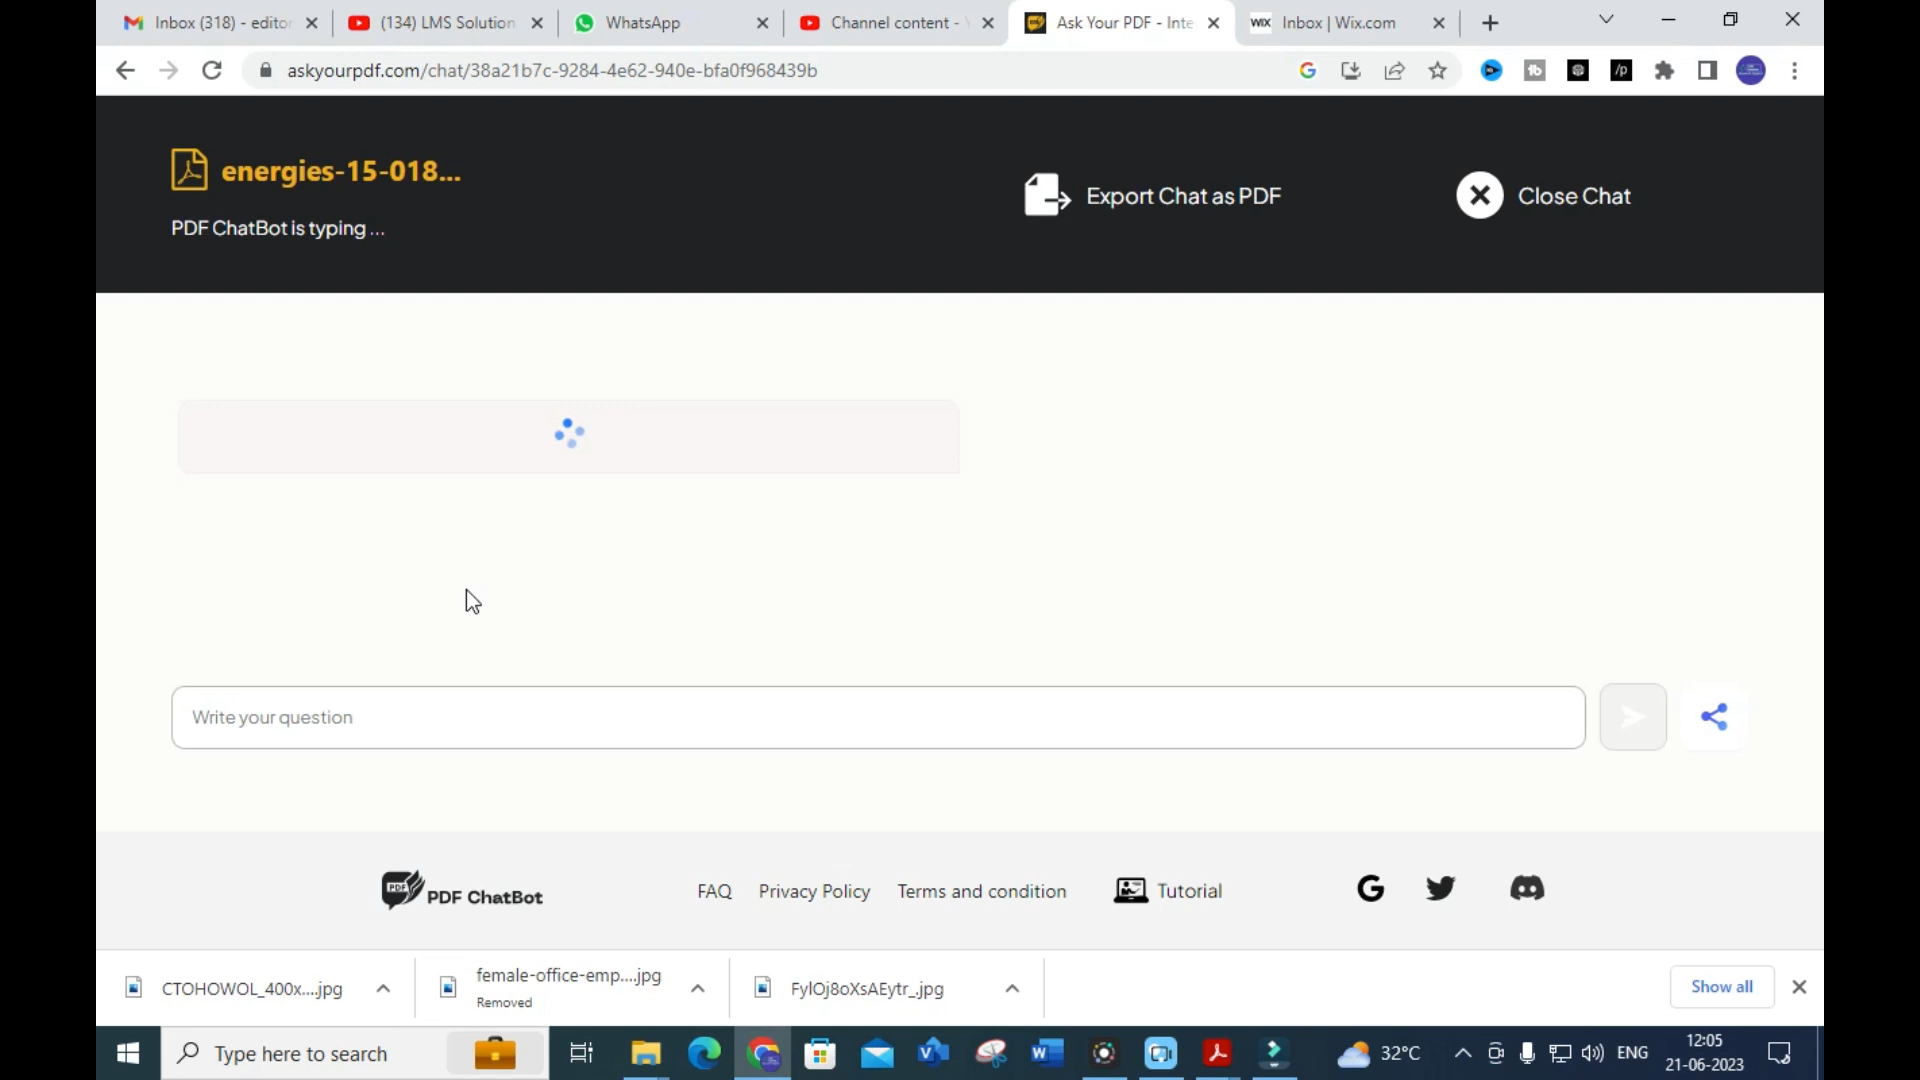 Inbox (318) - editor
(134) LMS Solution
WhatsApp
Channel content -
Ask Your PDF - Inte
WIX Inbox | Wix.com
askyourpdf.com/chat/38a21b7c-9284-4e62-940e-bfa0f968439b
energies-15-018...
PDF ChatBot is typing ...
Export Chat as PDF
Close Chat
Write your question
PDF PDF ChatBot
FAQ
Privacy Policy
Terms and condition
Tutorial
CTOHOWOL_400x....jpg
female-office-emp....jpg
Removed
FylOj8oXsAEytr_.jpg
Show all
Type here to search
32°C
ENG
12:05
21-06-2023